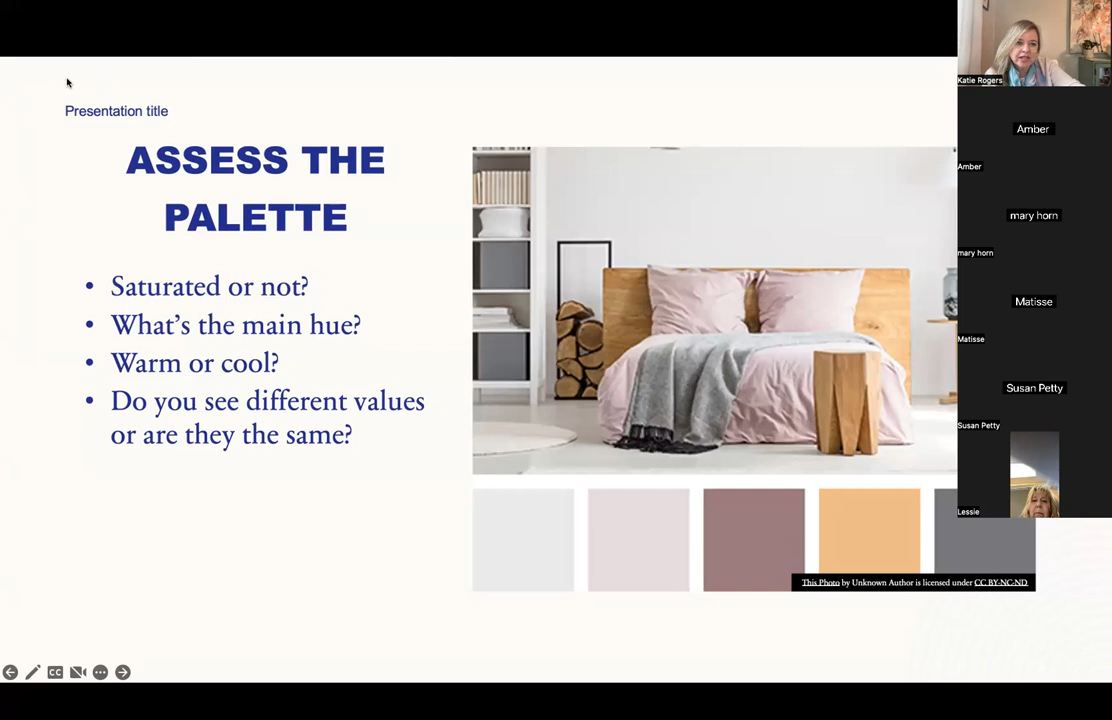 Presentation title
ASSESS THE
PALETTE
• Saturated or not?
• What's the main hue?
• Warm or cool?
• Do you see different values
or are they the same?
This Photo by Unknown Author is licensed under CC BY-NC-ND
CC
Katie Rogers
Amber
Amber
mary horn
mary horn
Matisse
Matisse
Susan Petty
Susan Petty
Lessie